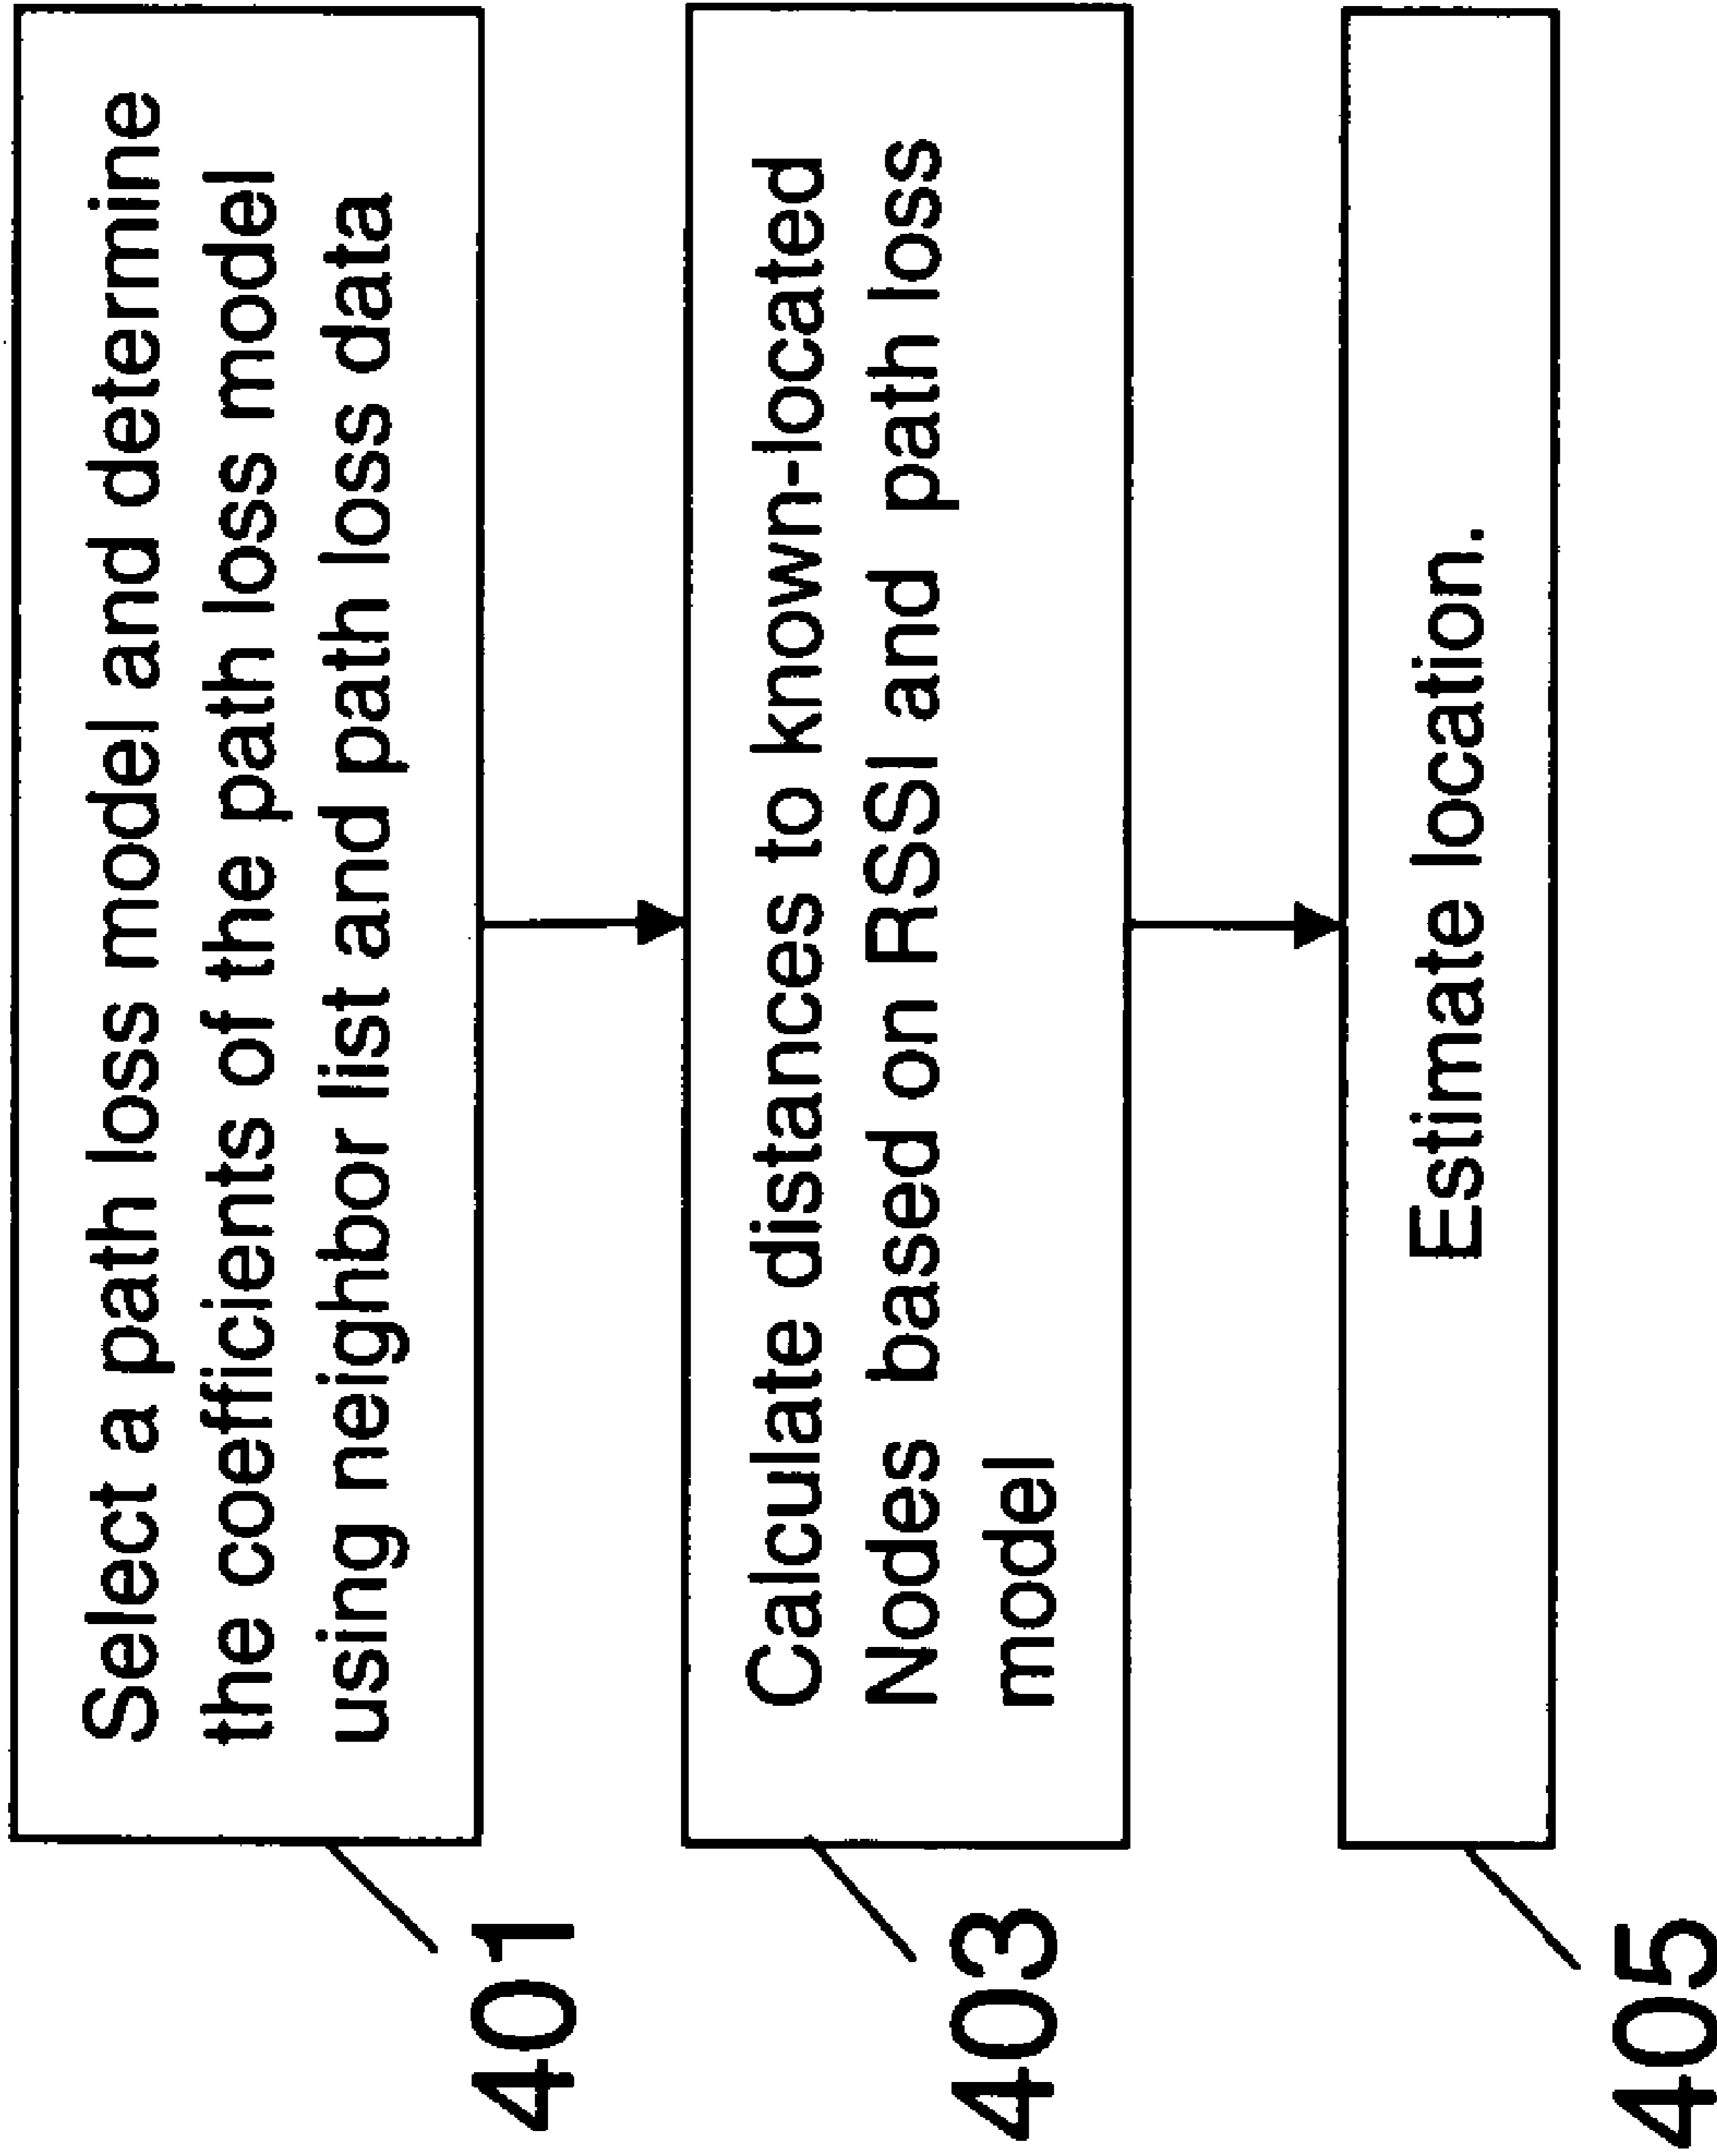 Select a path loss model and determine
the coefficients of the path loss model
using neighbor list and path loss data
401
Calculate distances to known-located
Nodes based on RSSI and path loss
model
403
Estimate location.
405